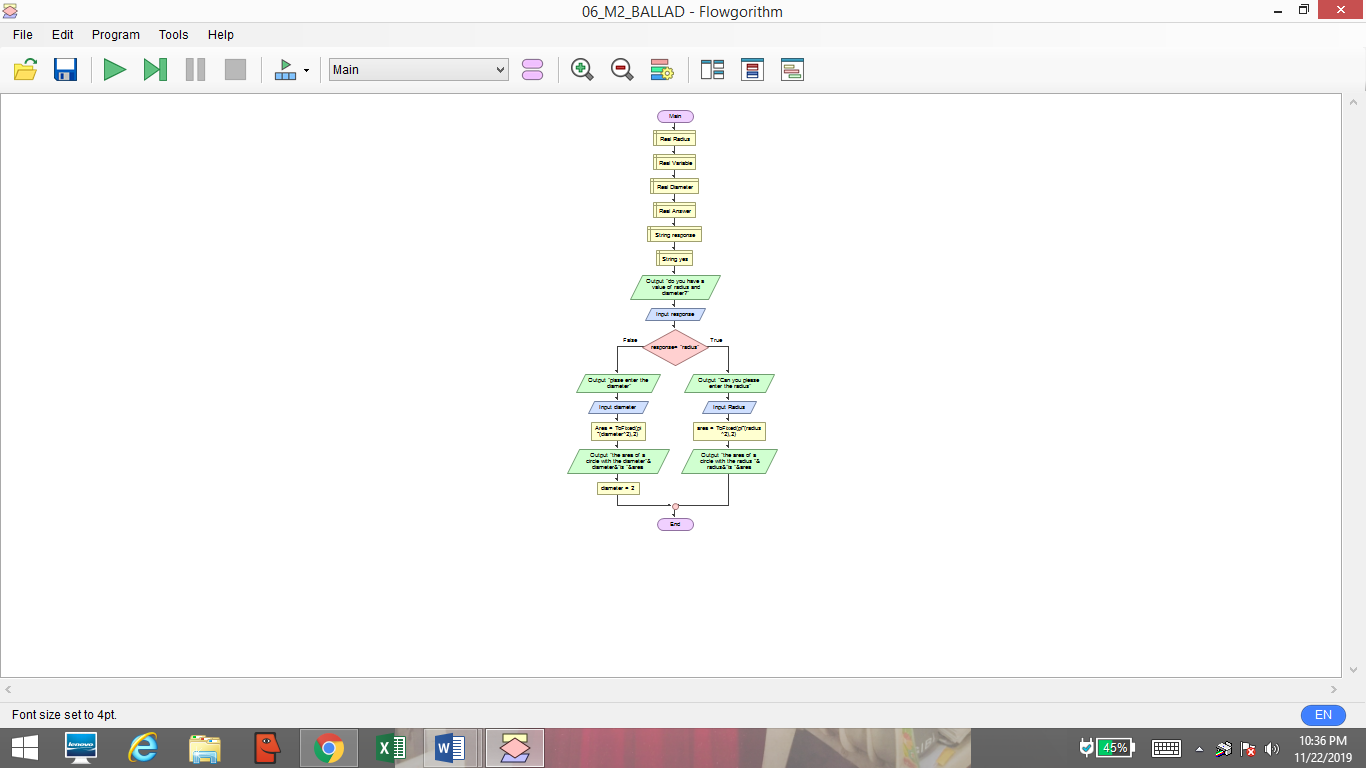 06_M2_BALLAD - Flowgorithm
File Edit Program Tools Help
Main
Main
Real Radius
Real Variable
Real Diameter
Real Answer
String response
String yes
Output "do you have a
value of radius and
diameter?"
Input response
False
True
response= "radius"
Output "plase enter the
diameter"
Input diameter
Area = ToFixed(pi
*(diameter^2),2)
Output "the area of a
circle with the diameter"&
diameter&"is "&area
diameter = 2
Output "Can you please
enter the radius"
Input Radius
area = ToFixed(pi*(radius
^2),2)
Output "the area of a
circle with the radius "&
radius&"is "&area
End
Font size set to 4pt.
EN
lenovo
45%
10:36 PM
11/22/2019